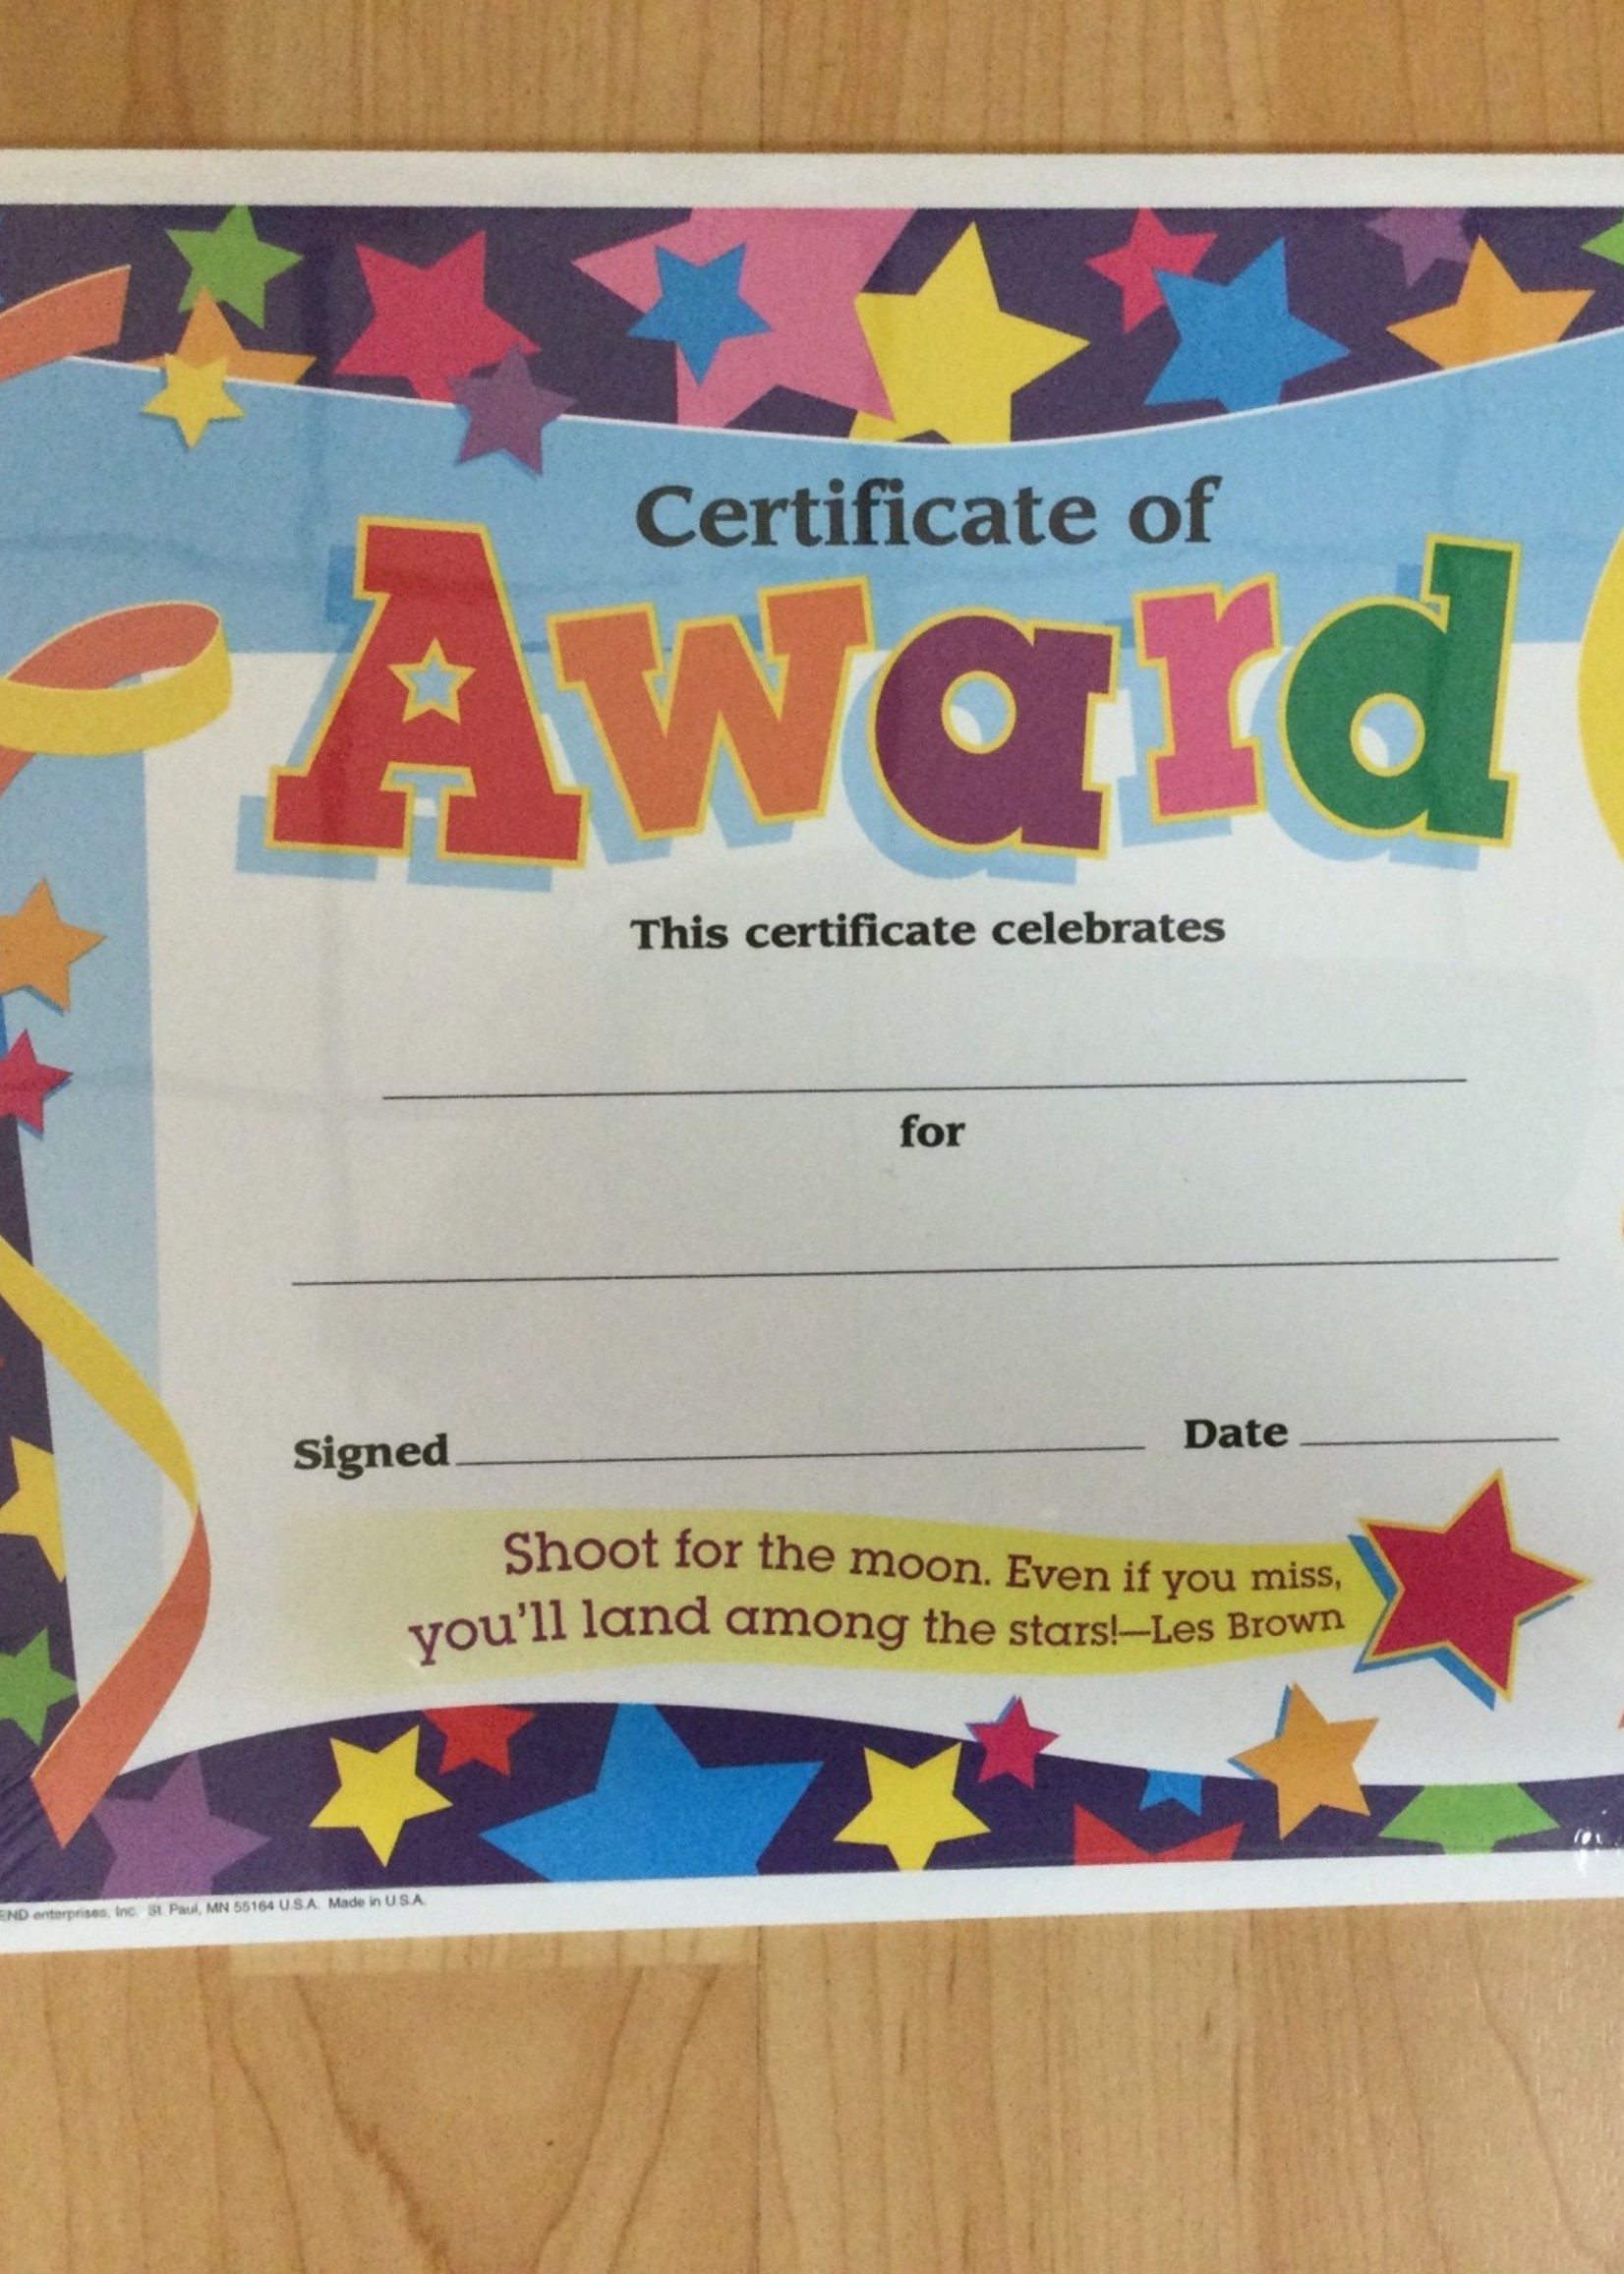 Certificate of
Award
This certificate celebrates
for
Signed Date
Shoot for the moon. Even if you miss,
you'll land among the stars!—Les Brown
END enterprises, Inc. St. Paul, MN 55164 U.S.A. Made in U.S.A.